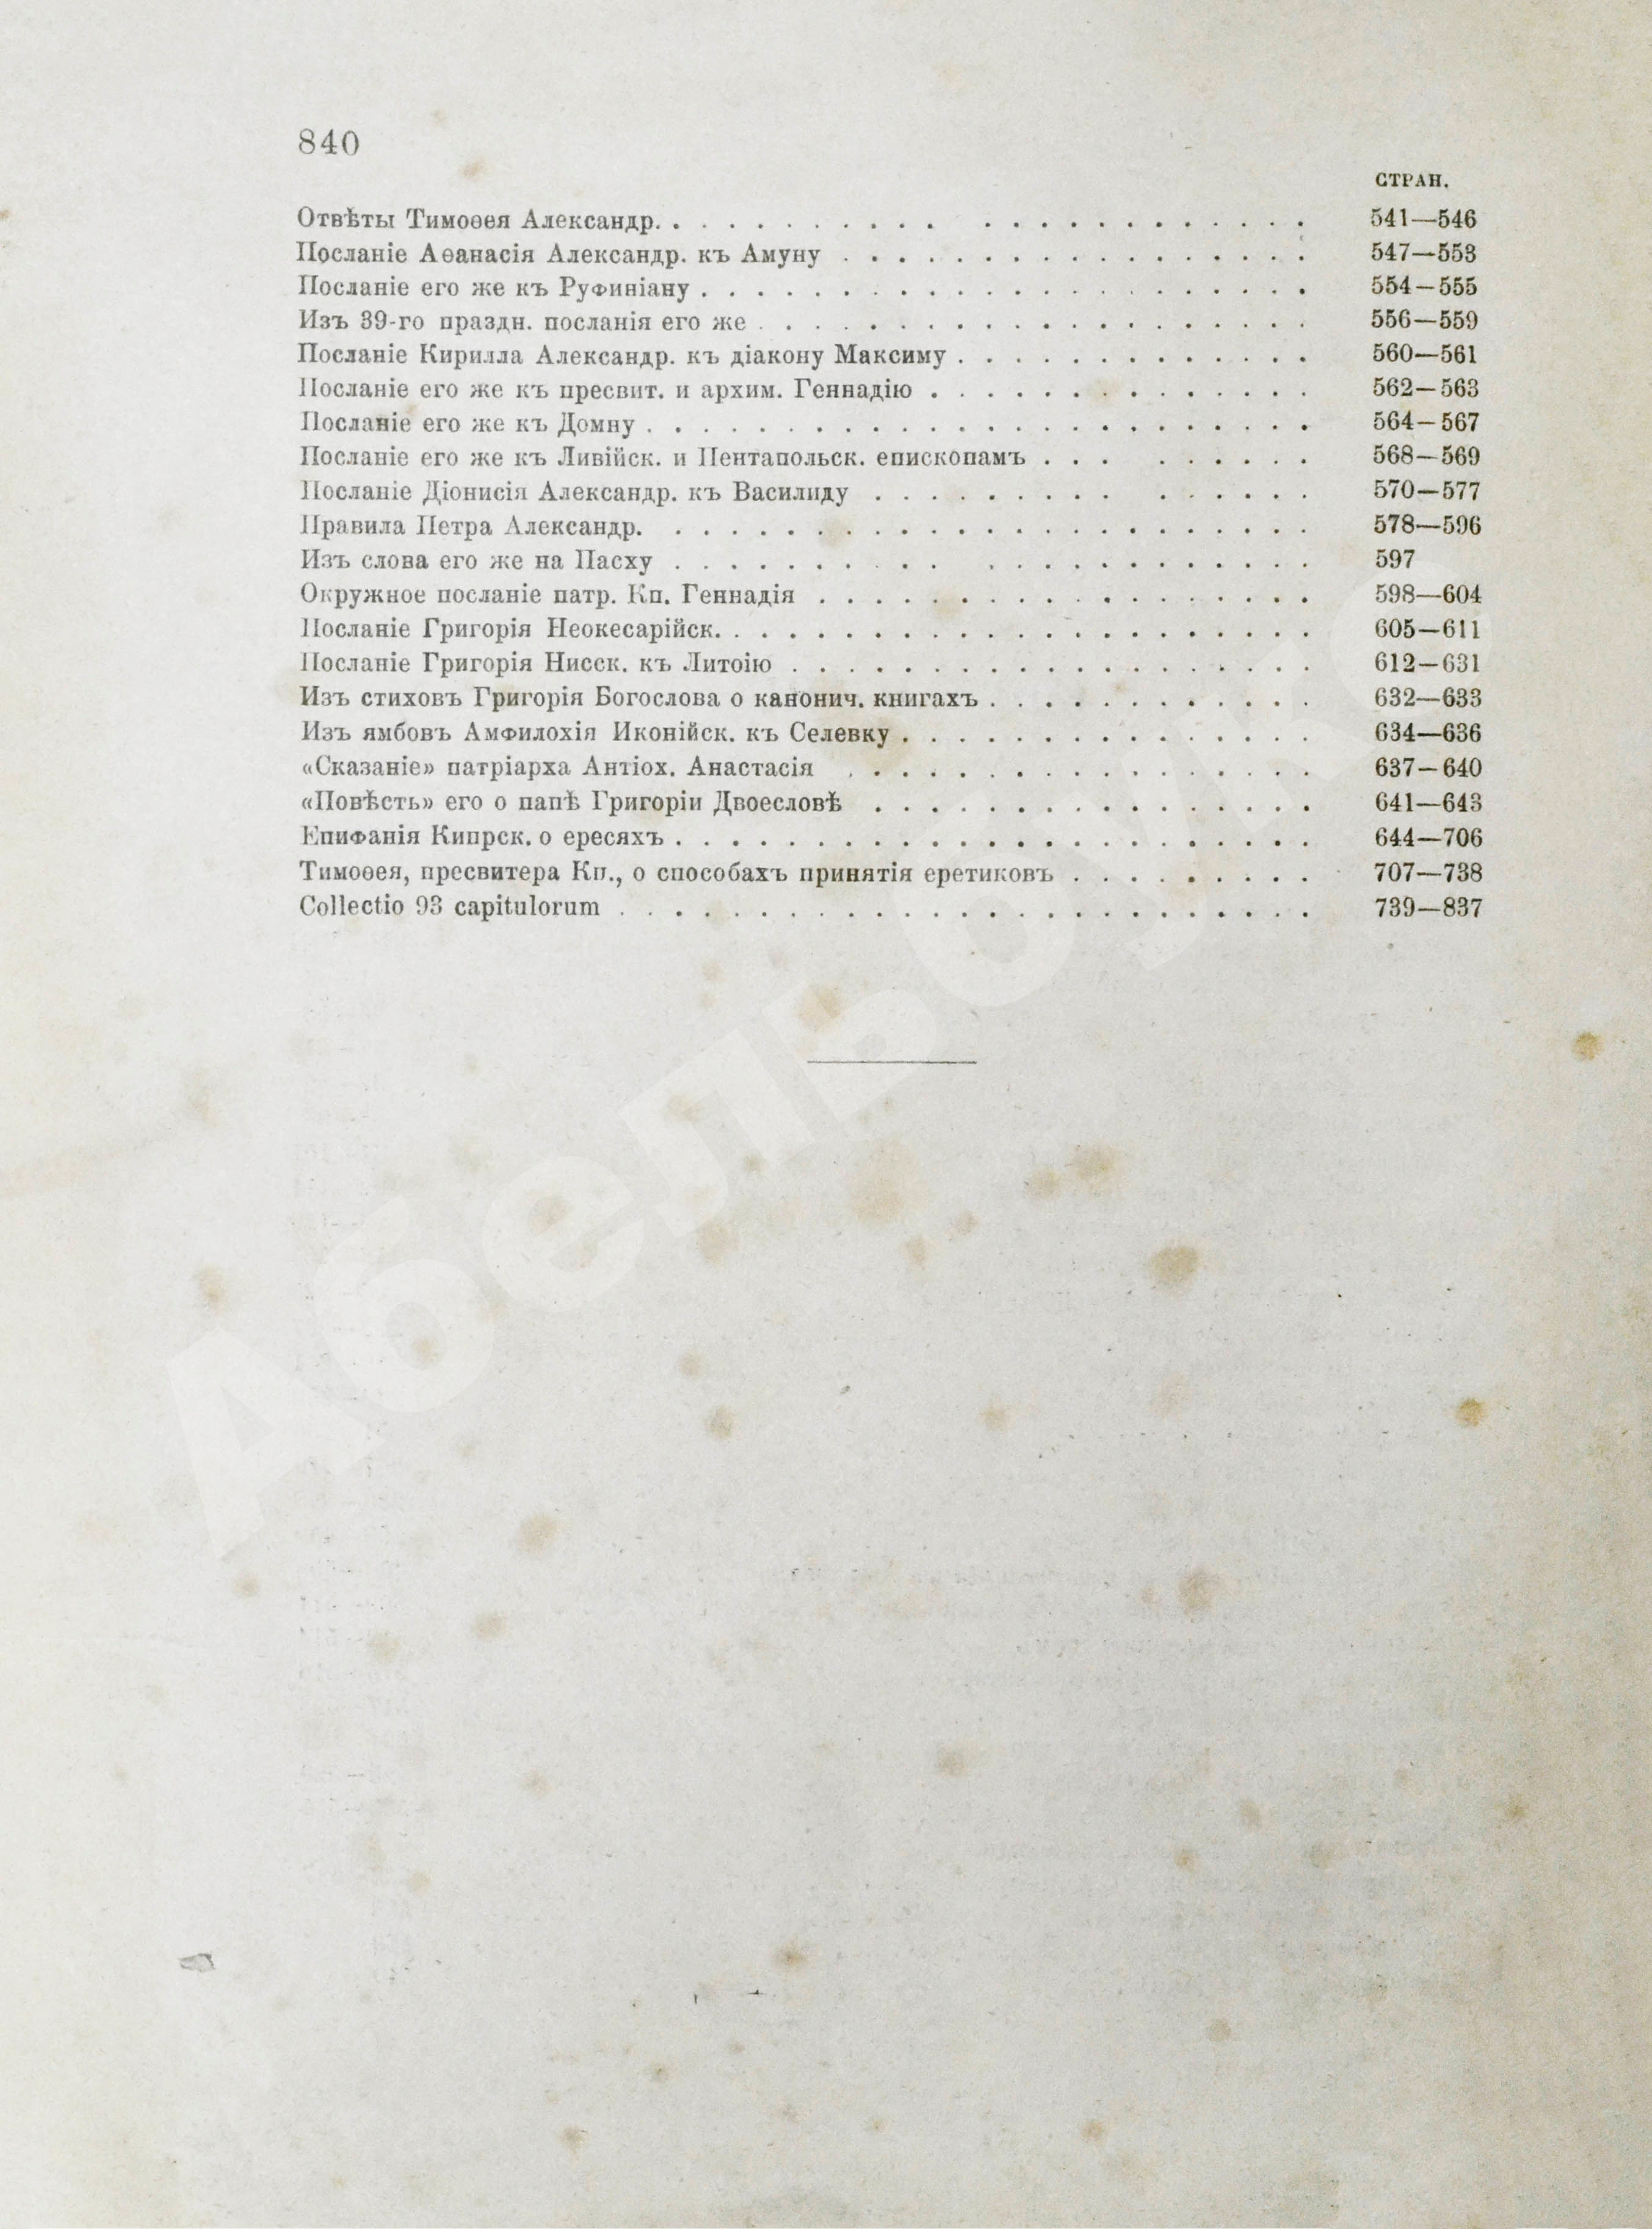 840
СТРАН.
Отвѣты Тимоѳея Александр. . . . . . . . . . . . . . . . . . . . . . . 541—546
Посланіе Аѳанасія Александр. къ Амуну . . . . . . . . . . . . . . . . . 547—553
Посланіе его же къ Руфиніану . . . . . . . . . . . . . . . . . . . . . . 554—555
Изъ 39-го праздн. посланія его же . . . . . . . . . . . . . . . . . . . . 556—559
Посланіе Кирилла Александр. къ діакону Максиму . . . . . . . . . . . . . 560—561
Посланіе его же къ пресвит. и архим. Геннадію . . . . . . . . . . . . . . 562—563
Посланіе его же къ Домну . . . . . . . . . . . . . . . . . . . . . . . . 564—567
Посланіе его же къ Ливійск. и Пентапольск. епископамъ . . . . . . . . . 568—569
Посланіе Діонисія Александр. къ Василиду . . . . . . . . . . . . . . . 570—577
Правила Петра Александр. . . . . . . . . . . . . . . . . . . . . . . . 578—596
Изъ слова его же на Пасху . . . . . . . . . . . . . . . . . . . . . . 597
Окружное посланіе патр. Кп. Геннадія . . . . . . . . . . . . . . . . . . 598—604
Посланіе Григорія Неокесарійск. . . . . . . . . . . . . . . . . . . . . . 605—611
Посланіе Григорія Нисск. къ Литоію . . . . . . . . . . . . . . . . . . . 612—631
Изъ стиховъ Григорія Богослова о канонич. книгахъ . . . . . . . . . . . . 632—633
Изъ ямбовъ Амфилохія Иконійск. къ Селевку . . . . . . . . . . . . . . . 634—636
«Сказаніе» патріарха Антіох. Анастасія . . . . . . . . . . . . . . . . . 637—640
«Повѣсть» его о папѣ Григоріи Двоесловѣ . . . . . . . . . . . . . . . . 641—643
Епифанія Кипрск. о ересяхъ . . . . . . . . . . . . . . . . . . . . . . . 644—706
Тимоѳея, пресвитера Кп., о способахъ принятія еретиковъ . . . . . . . . . 707—738
Collectio 93 capitulorum . . . . . . . . . . . . . . . . . . . . . . . . . 739—837